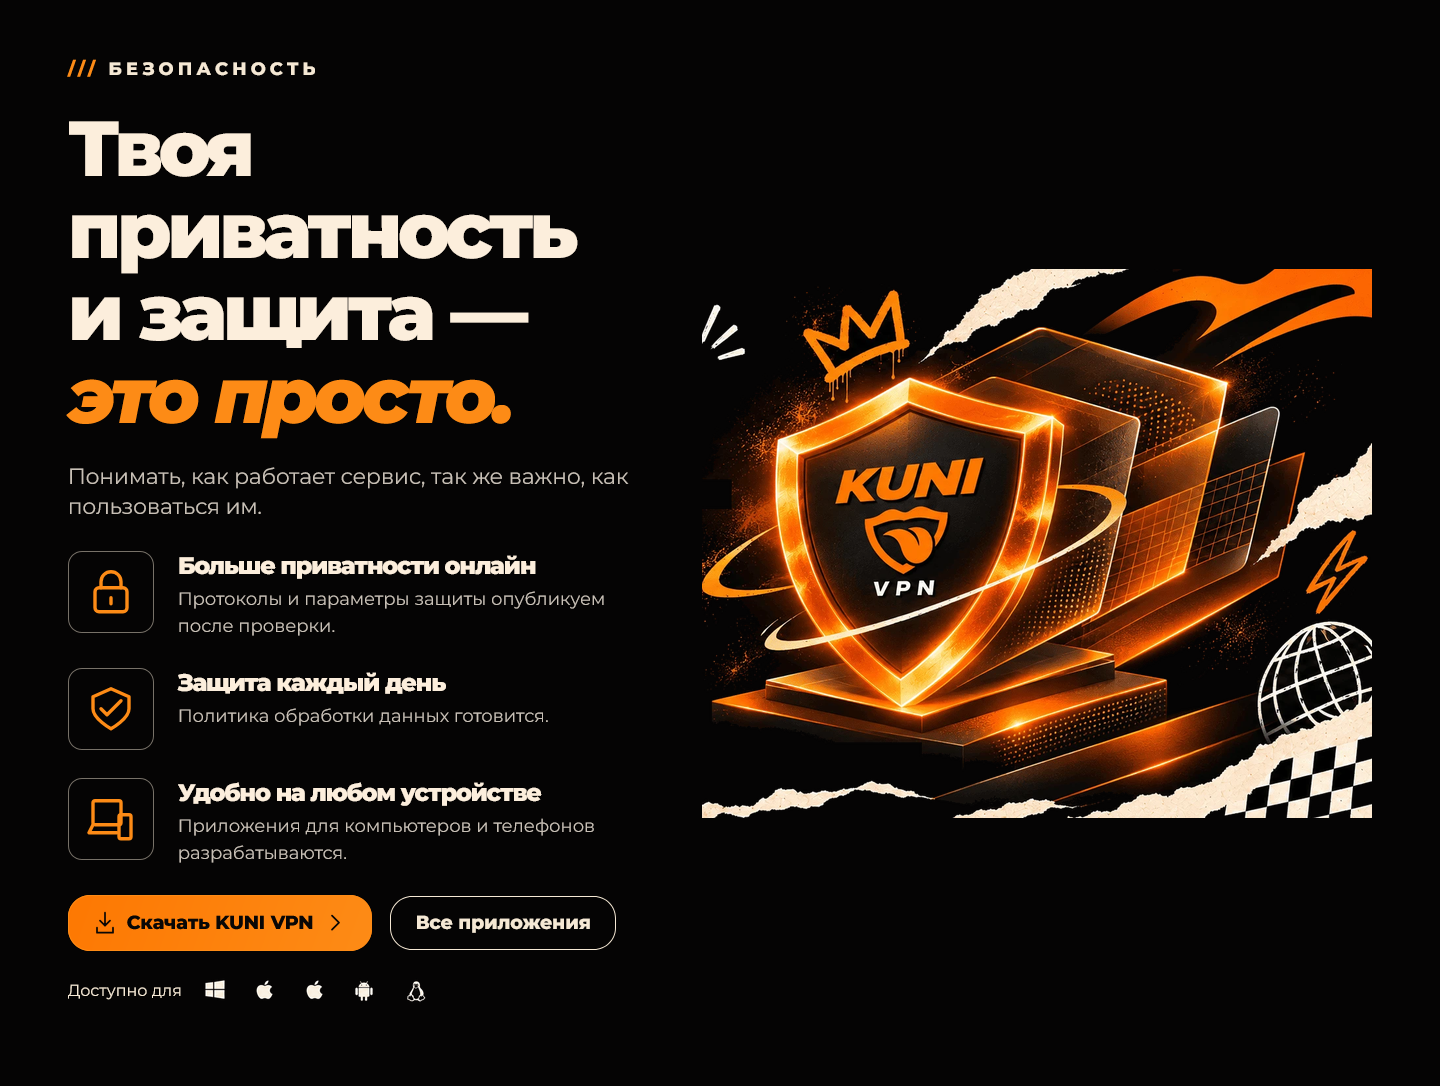 /// БЕЗОПАСНОСТЬ
Твоя
приватность
и защита —
это просто.
Понимать, как работает сервис, так же важно, как
пользоваться им.
Больше приватности онлайн
Протоколы и параметры защиты опубликуем
после проверки.
Защита каждый день
Политика обработки данных готовится.
Удобно на любом устройстве
Приложения для компьютеров и телефонов
разрабатываются.
Скачать KUNI VPN
Все приложения
Доступно для
KUNI
VPN